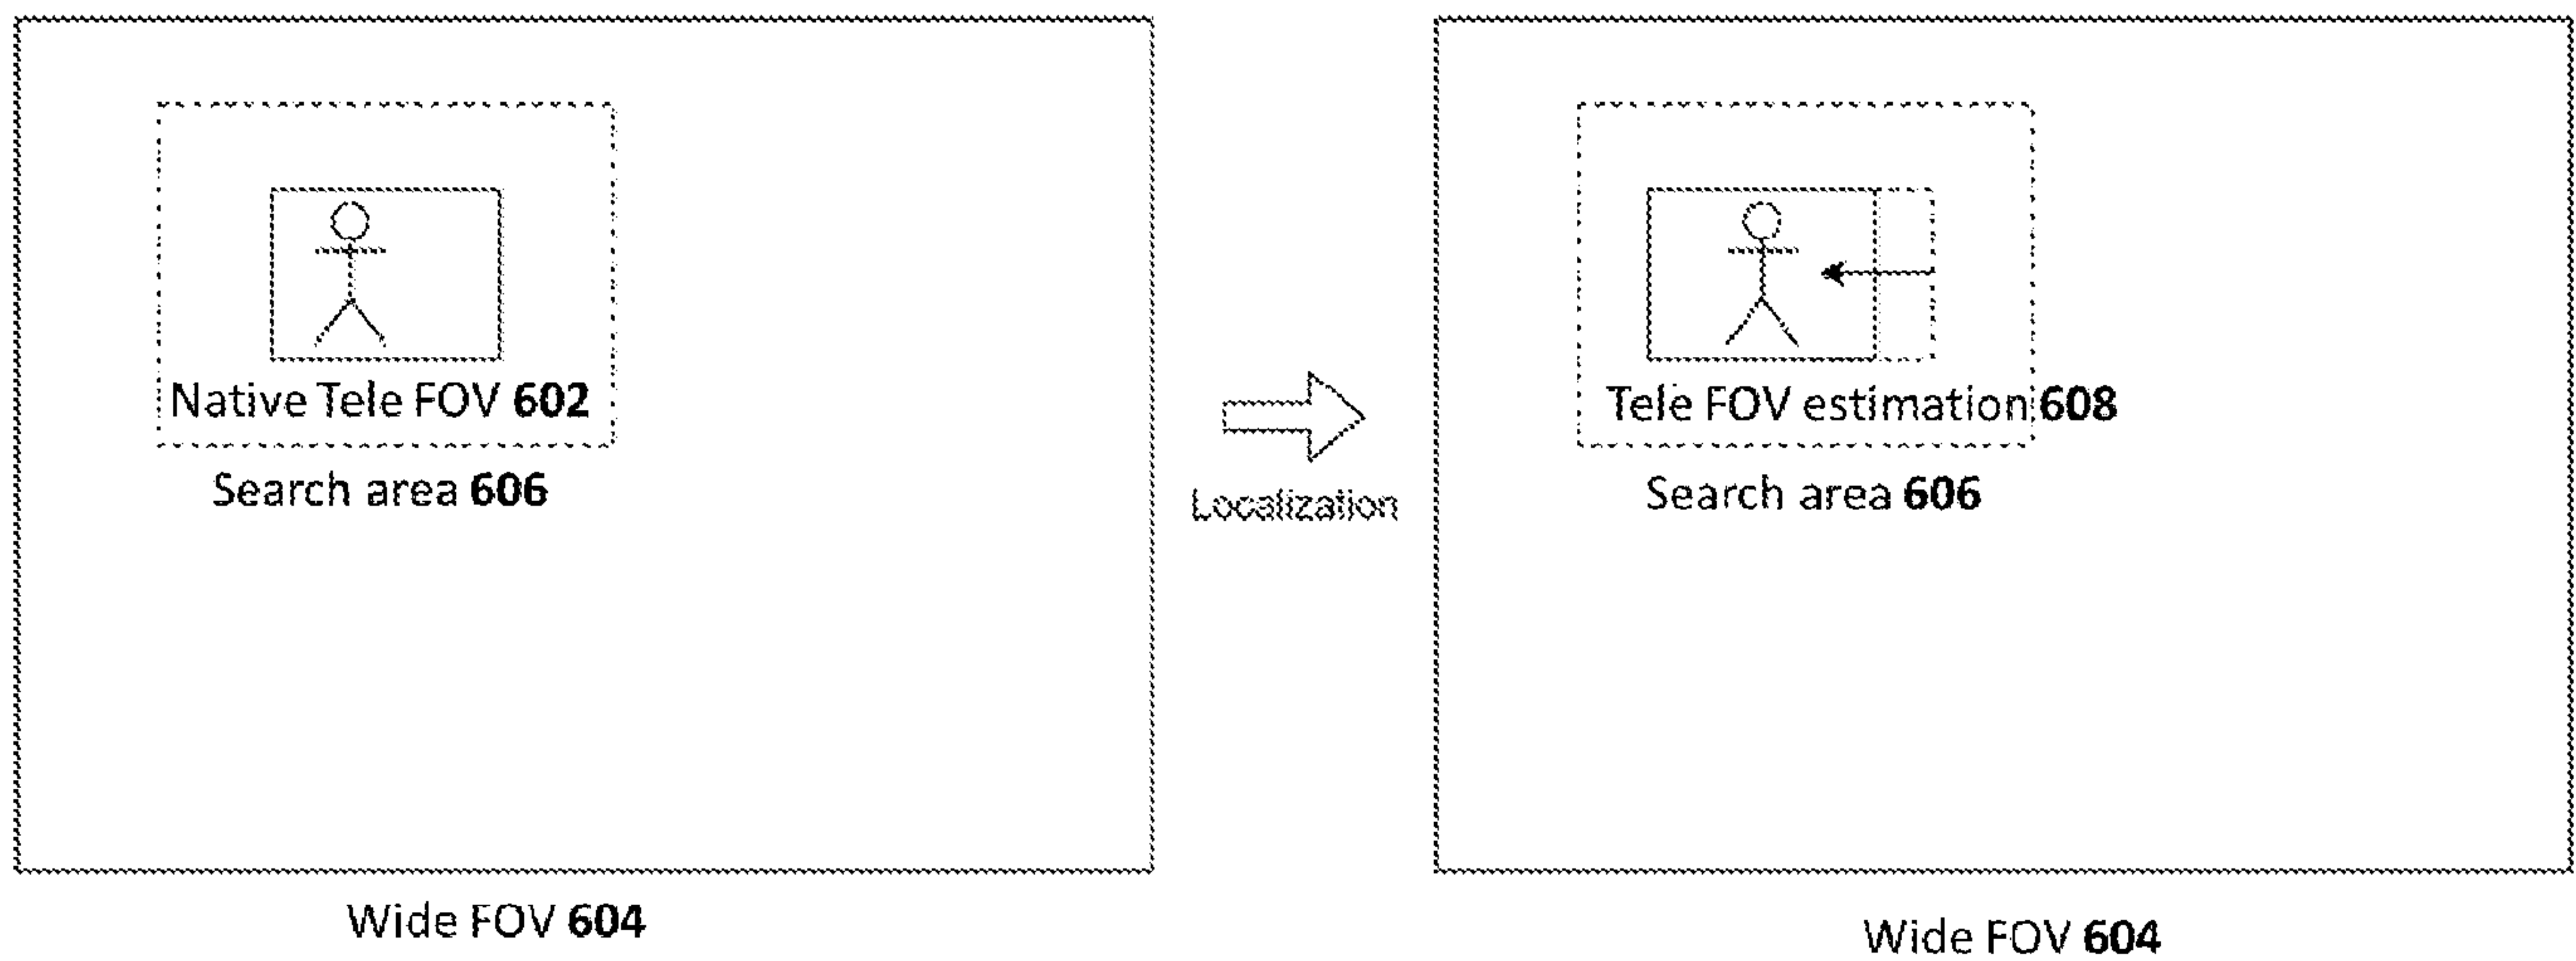 Native Tele FOV 602
Search area 606
Wide FOV 604
Localization
Tele FOV estimation 608
Search area 606
Wide FOV 604